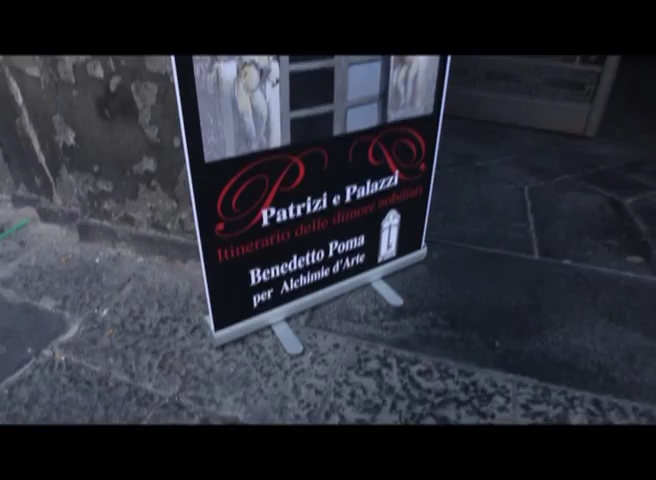 P P
Patrizi e Palazzi
Itinerario delle dimore nobiliari
Benedetto Poma
per Alchimie d'Arte